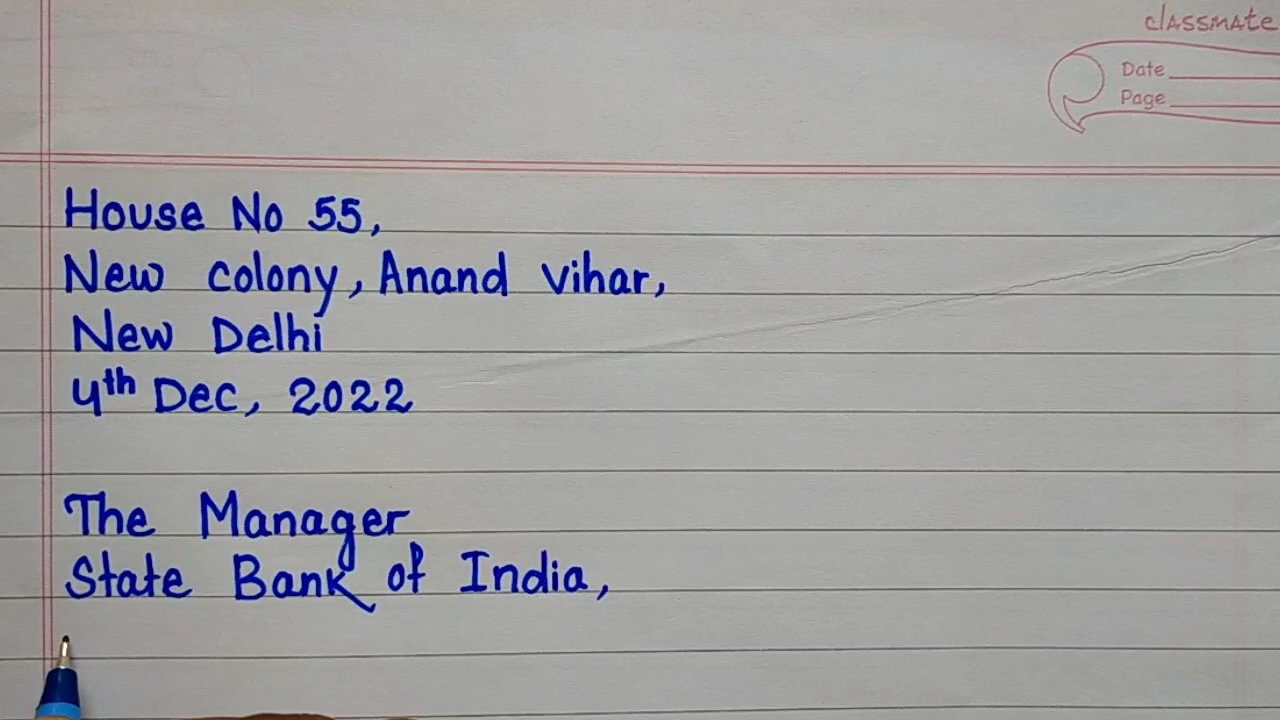 classmate
Date
Page
House No 55,
New colony, Anand vihar,
New Delhi
4th Dec, 2022
The Manager
State Bank of India,